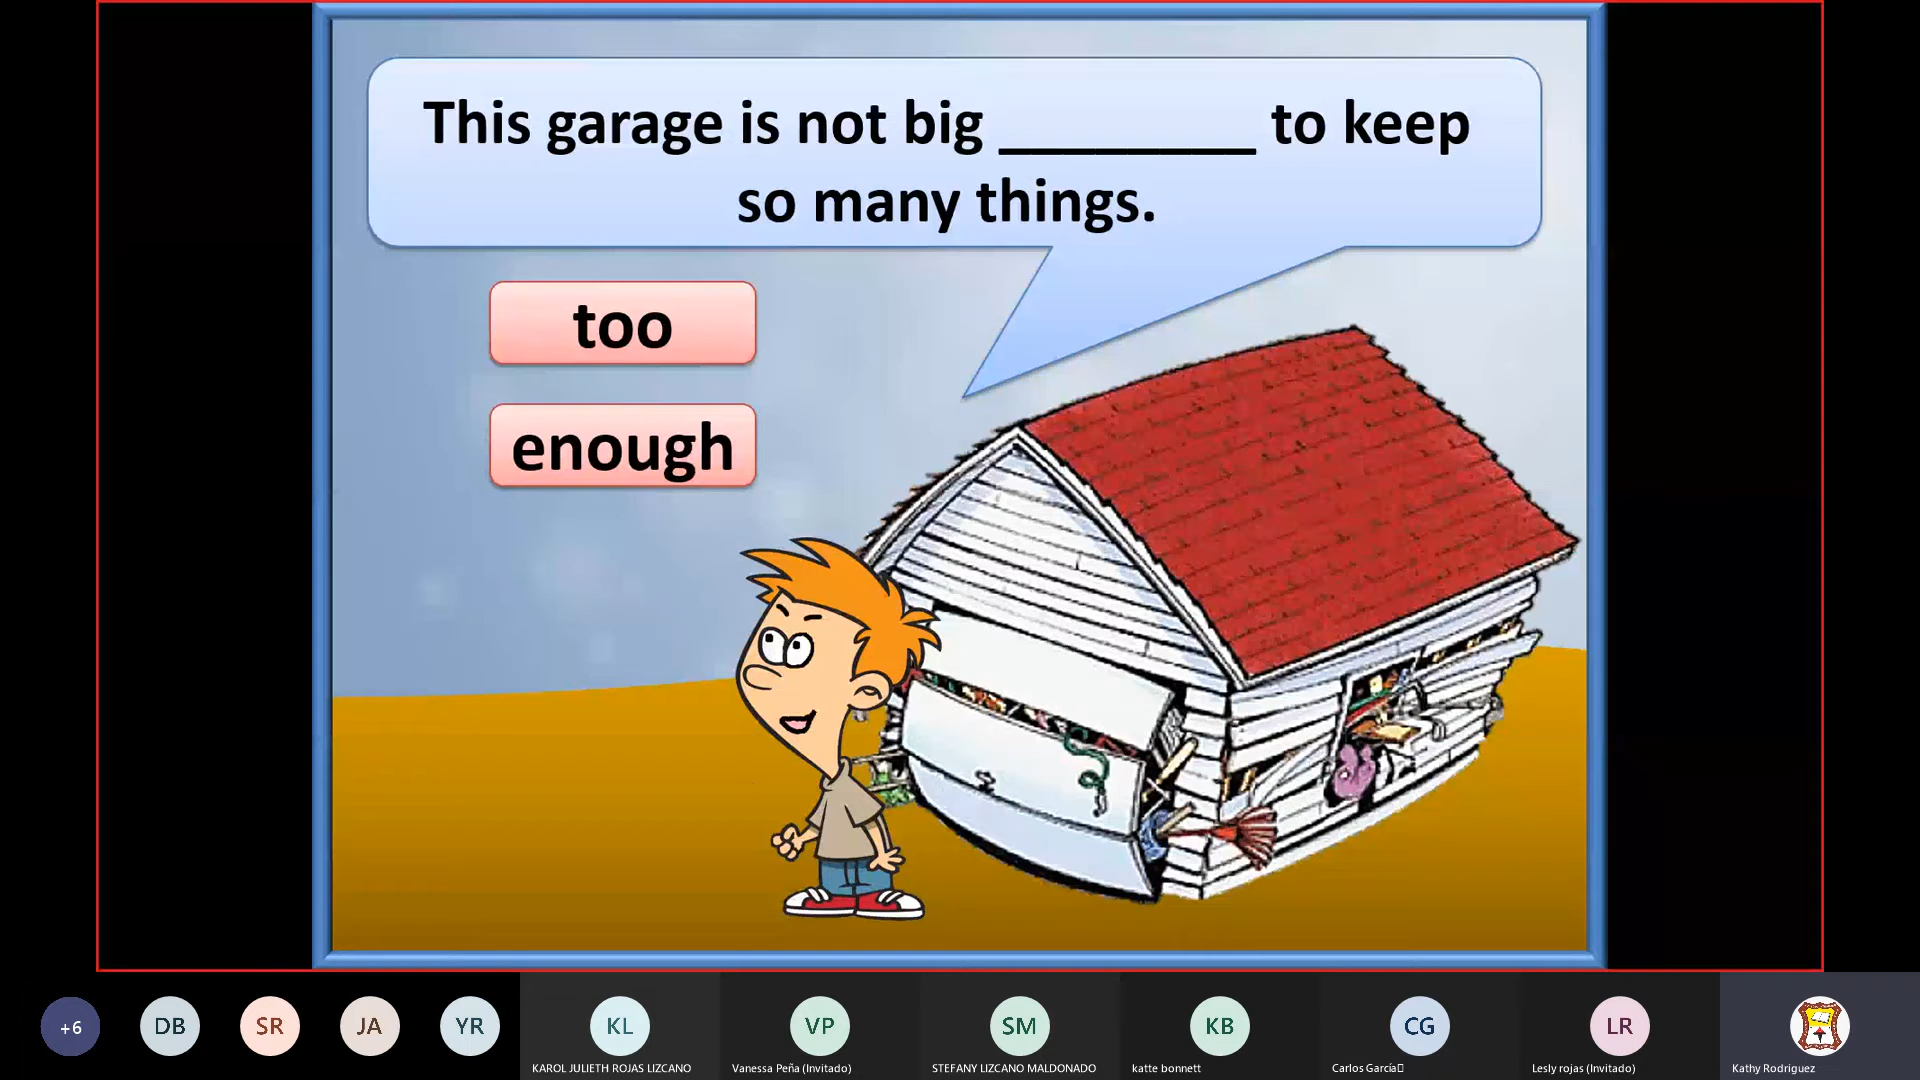 This garage is not big ________ to keep
so many things.
too
enough
+6
DB
SR
JA
YR
KL
VP
SM
KB
CG
LR
KAROL JULIETH ROJAS LIZCANO
Vanessa Peña (Invitado)
STEFANY LIZCANO MALDONADO
katte bonnett
Carlos García
Lesly rojas (Invitado)
Kathy Rodriguez